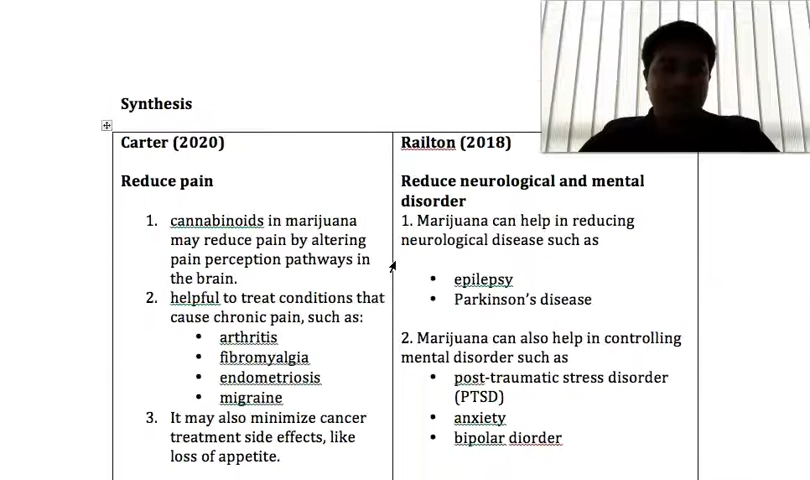 Synthesis
Carter (2020)
Reduce pain
1. cannabinoids in marijuana
may reduce pain by altering
pain perception pathways in
the brain.
2. helpful to treat conditions that
cause chronic pain, such as:
• arthritis
• fibromyalgia
• endometriosis
• migraine
3. It may also minimize cancer
treatment side effects, like
loss of appetite.
Railton (2018)
Reduce neurological and mental
disorder
1. Marijuana can help in reducing
neurological disease such as
• epilepsy
• Parkinson's disease
2. Marijuana can also help in controlling
mental disorder such as
• post-traumatic stress disorder
(PTSD)
• anxiety
• bipolar diorder